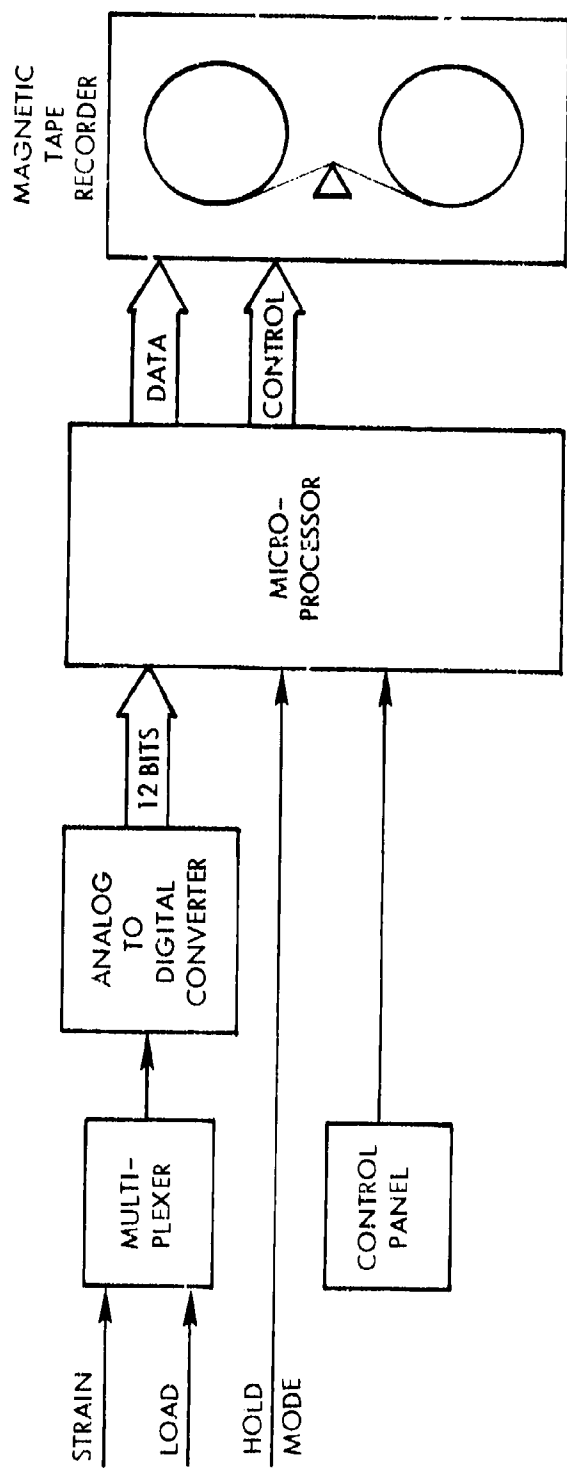 STRAIN
LOAD
HOLD
MODE
MULTI-
PLEXER
ANALOG
TO
DIGITAL
CONVERTER
12 BITS
CONTROL
PANEL
MICRO-
PROCESSOR
DATA
CONTROL
MAGNETIC
TAPE
RECORDER